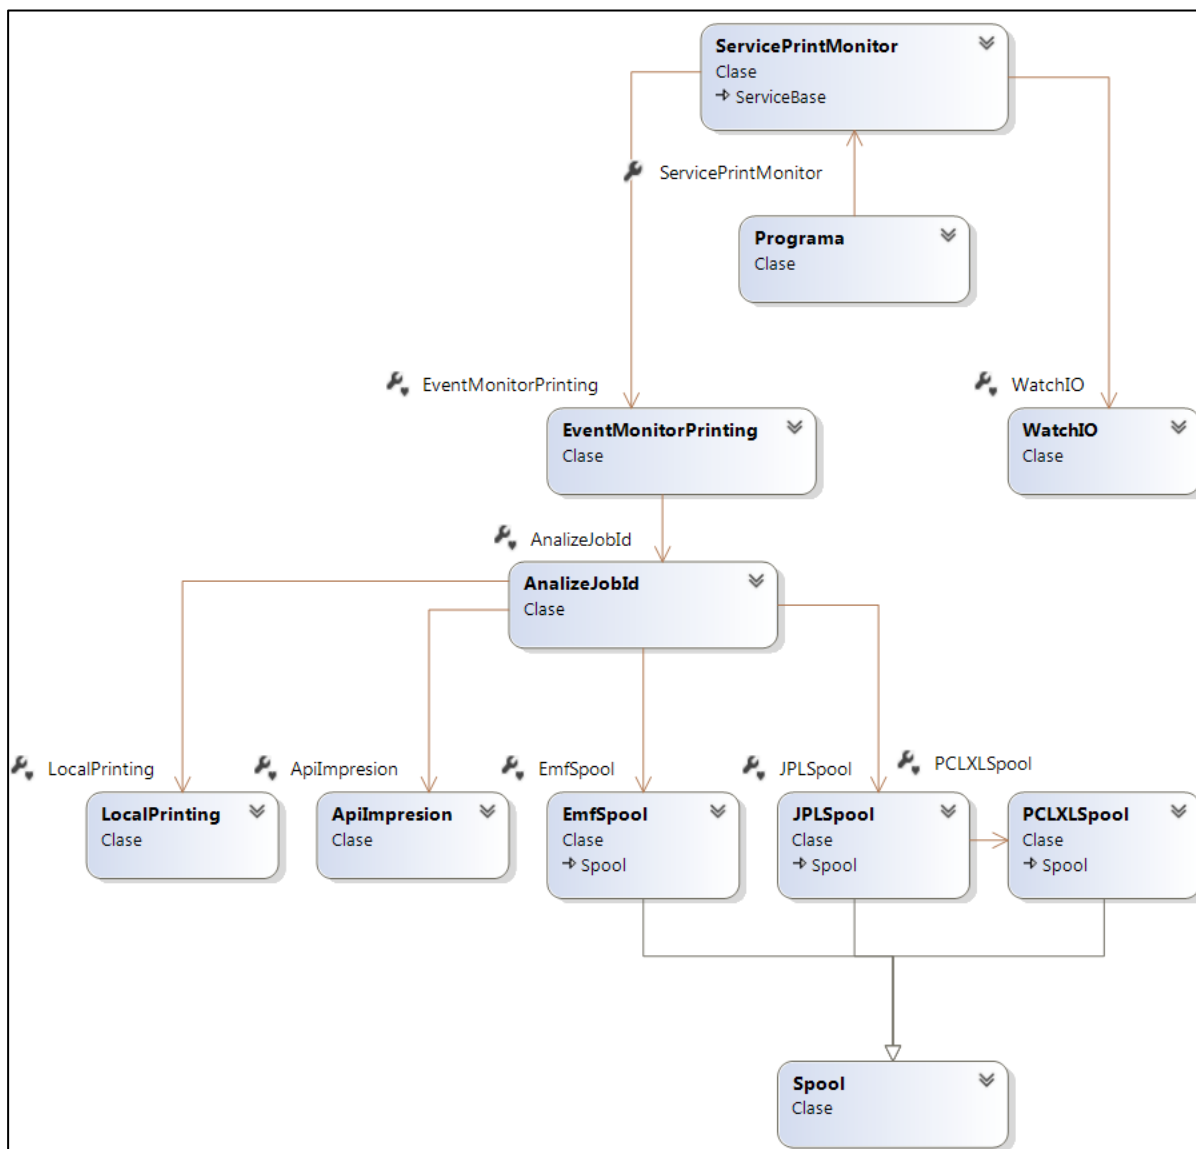 ServicePrintMonitor
Clase
ServiceBase
ServicePrintMonitor
Programa
Clase
EventMonitorPrinting
WatchIO
EventMonitorPrinting
Clase
WatchIO
Clase
AnalizeJobId
AnalizeJobId
Clase
LocalPrinting
ApiImpresion
EmfSpool
JPLSpool
PCLXLSpool
LocalPrinting
Clase
ApiImpresion
Clase
EmfSpool
Clase
Spool
JPLSpool
Clase
Spool
PCLXLSpool
Clase
Spool
Spool
Clase